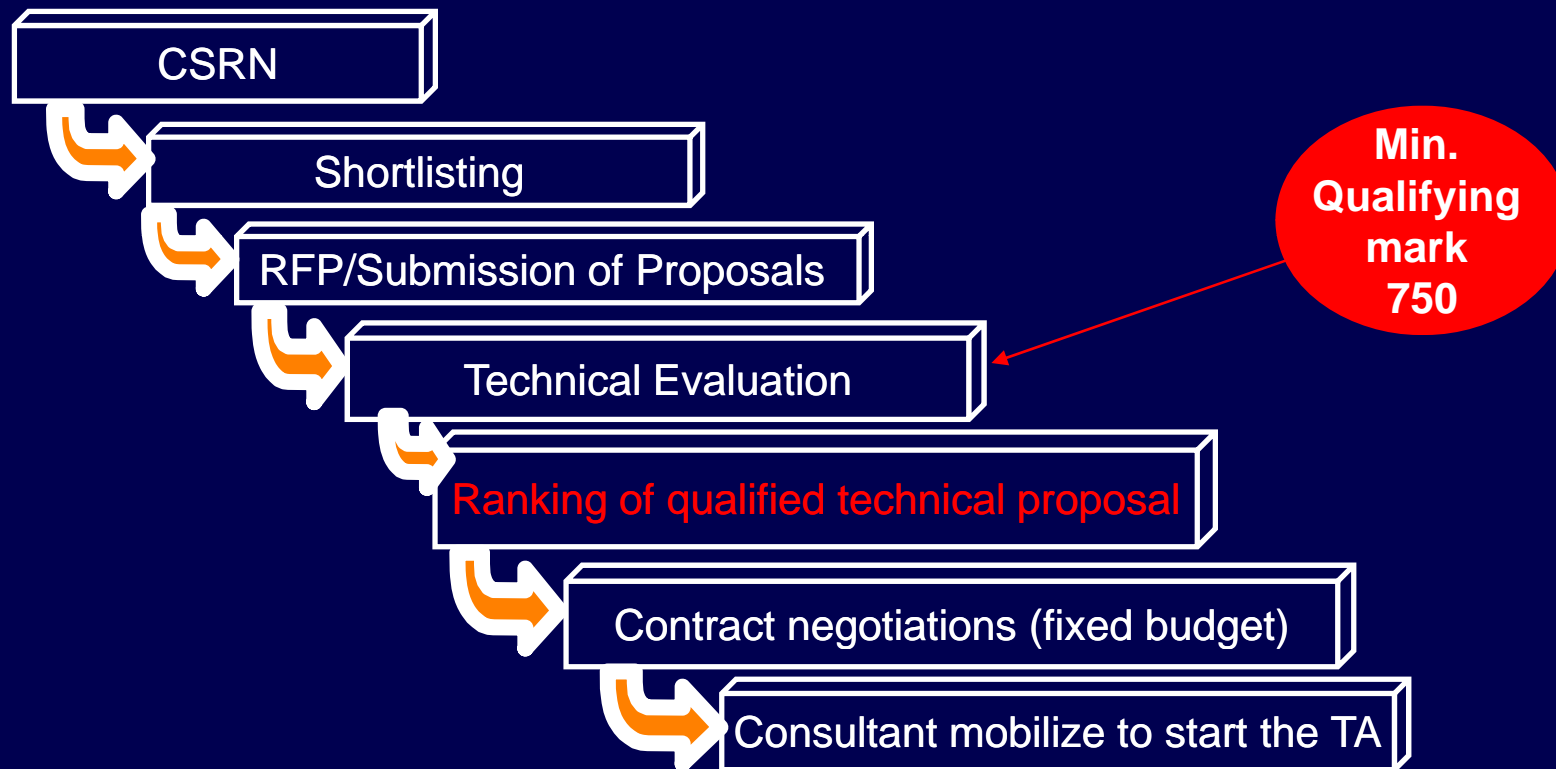 CSRN
Shortlisting
RFP/Submission of Proposals
Technical Evaluation
Ranking of qualified technical proposal
Contract negotiations (fixed budget)
Consultant mobilize to start the TA
Min.
Qualifying
mark
750